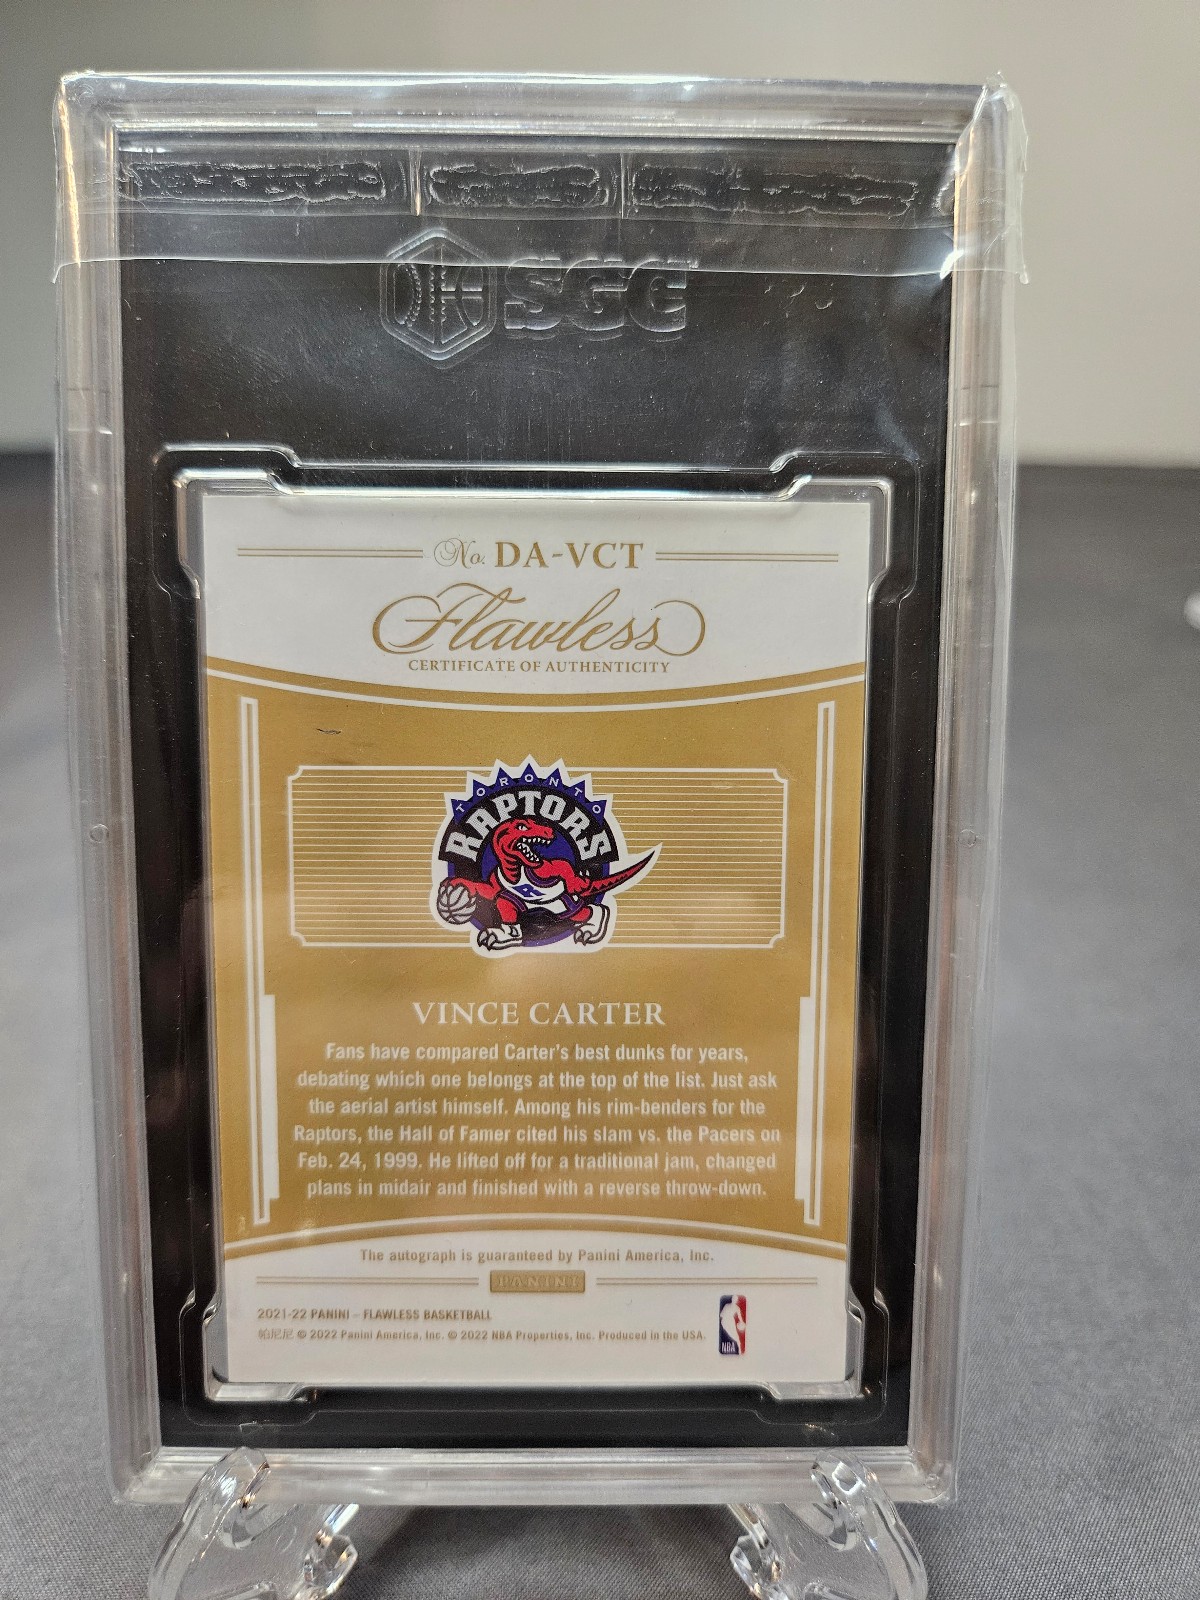 SGC
No. DA-VCT
Flawless
CERTIFICATE OF AUTHENTICITY
TORONTO
RAPTORS
VINCE CARTER
Fans have compared Carter's best dunks for years,
debating which one belongs at the top of the list. Just ask
the aerial artist himself. Among his rim-benders for the
Raptors, the Hall of Famer cited his slam vs. the Pacers on
Feb. 24, 1999. He lifted off for a traditional jam, changed
plans in midair and finished with a reverse throw-down.
The autograph is guaranteed by Panini America, Inc.
PANINI
2021-22 PANINI - FLAWLESS BASKETBALL
帕尼尼 © 2022 Panini America, Inc. © 2022 NBA Properties, Inc. Produced in the USA.
NBA